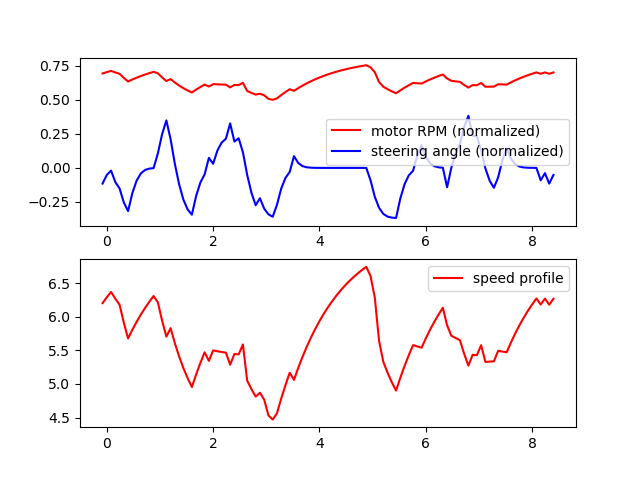 0.75
0.50
0.25
0.00
−0.25
motor RPM (normalized)
steering angle (normalized)
0 2 4 6 8
6.5
6.0
5.5
5.0
4.5
speed profile
0 2 4 6 8